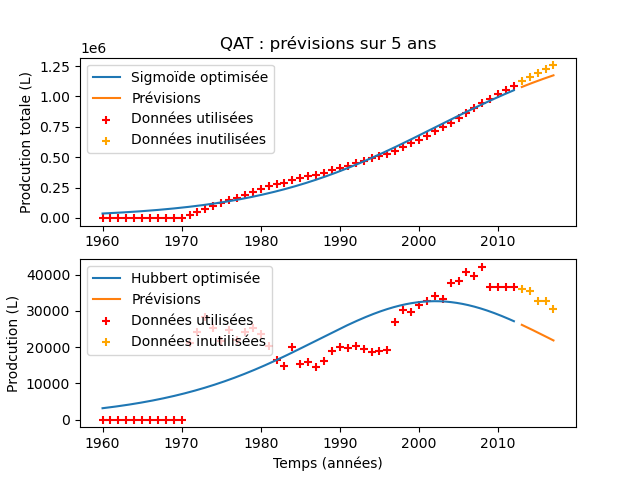 QAT : prévisions sur 5 ans
1e6
Prodcution totale (L)
1.25
1.00
0.75
0.50
0.25
0.00
Sigmoïde optimisée
Prévisions
Données utilisées
Données inutilisées
1960 1970 1980 1990 2000 2010
Prodcution (L)
40000
30000
20000
10000
0
Hubbert optimisée
Prévisions
Données utilisées
Données inutilisées
1960 1970 1980 1990 2000 2010
Temps (années)